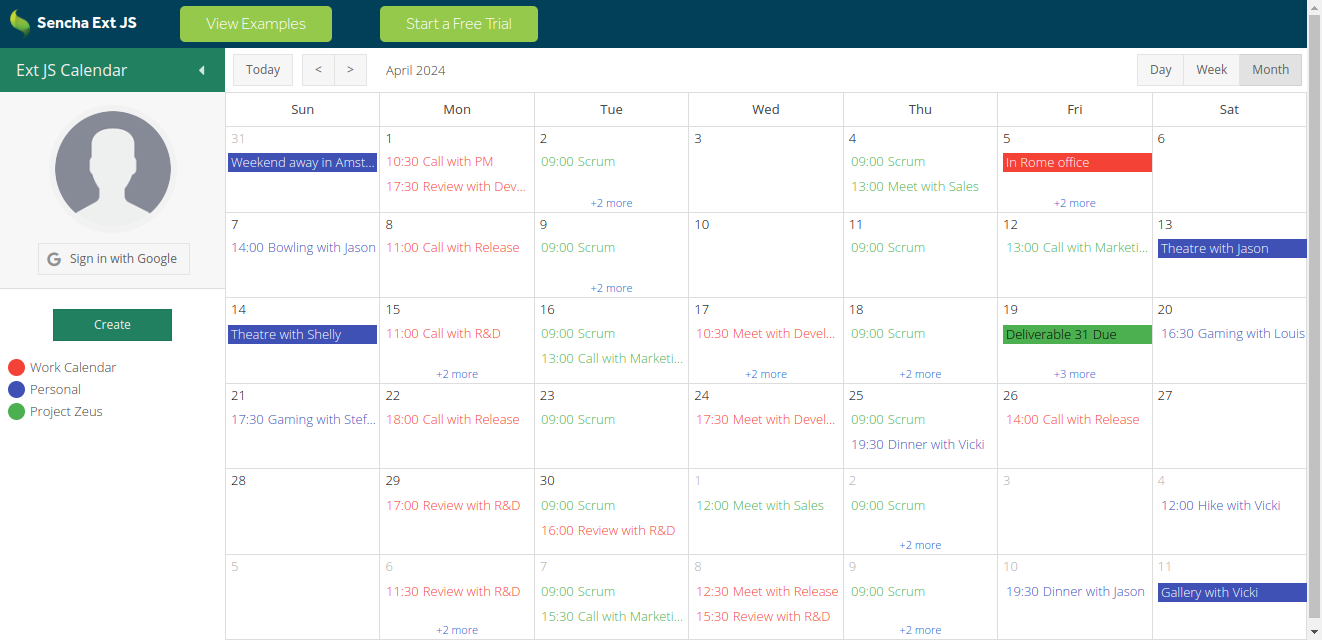 Sencha Ext JS
View Examples
Start a Free Trial
Ext JS Calendar
Today
<
>
April 2024
Day
Week
Month
Sign in with Google
Create
Work Calendar
Personal
Project Zeus
Sun Mon Tue Wed Thu Fri Sat
31
Weekend away in Amst...
1
10:30 Call with PM
17:30 Review with Dev...
2
09:00 Scrum
+2 more
3
4
09:00 Scrum
13:00 Meet with Sales
5
In Rome office
+2 more
6
7
14:00 Bowling with Jason
8
11:00 Call with Release
9
09:00 Scrum
+2 more
10
11
09:00 Scrum
12
13:00 Call with Marketi...
13
Theatre with Jason
14
Theatre with Shelly
15
11:00 Call with R&D
+2 more
16
09:00 Scrum
13:00 Call with Marketi...
17
10:30 Meet with Devel...
+2 more
18
09:00 Scrum
+2 more
19
Deliverable 31 Due
+3 more
20
16:30 Gaming with Louis
21
17:30 Gaming with Stef...
22
18:00 Call with Release
23
09:00 Scrum
24
17:30 Meet with Devel...
25
09:00 Scrum
19:30 Dinner with Vicki
26
14:00 Call with Release
27
28
29
17:00 Review with R&D
30
09:00 Scrum
16:00 Review with R&D
1
12:00 Meet with Sales
2
09:00 Scrum
+2 more
3
4
12:00 Hike with Vicki
5
6
11:30 Review with R&D
+2 more
7
09:00 Scrum
15:30 Call with Marketi...
8
12:30 Meet with Release
15:30 Review with R&D
9
09:00 Scrum
+2 more
10
19:30 Dinner with Jason
11
Gallery with Vicki